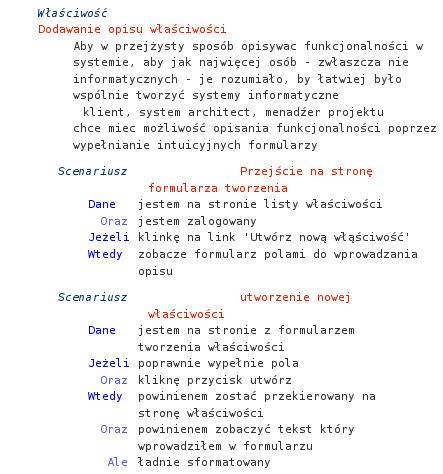 Właściwość
Dodawanie opisu właściwości
Aby w przejżysty sposób opisywac funkcjonalności w
systemie, aby jak najwięcej osób - zwłaszcza nie
informatycznych - je rozumiało, by łatwiej było
wspólnie tworzyć systemy informatyczne
klient, system architect, menadźer projektu
chce miec możliwość opisania funkcjonalności poprzez
wypełnianie intuicyjnych formularzy
Scenariusz Przejście na stronę
formularza tworzenia
Dane jestem na stronie listy właściwości
Oraz jestem zalogowany
Jeżeli klinkę na link 'Utwórz nową włąściwość'
Wtedy zobacze formularz polami do wprowadzania
opisu
Scenariusz utworzenie nowej
właściwości
Dane jestem na stronie z formularzem
tworzenia właściwości
Jeżeli poprawnie wypełnie pola
Oraz kliknę przycisk utwórz
Wtedy powinienem zostać przekierowany na
stronę właściwości
Oraz powinienem zobaczyć tekst który
wprowadziłem w formularzu
Ale ładnie sformatowany